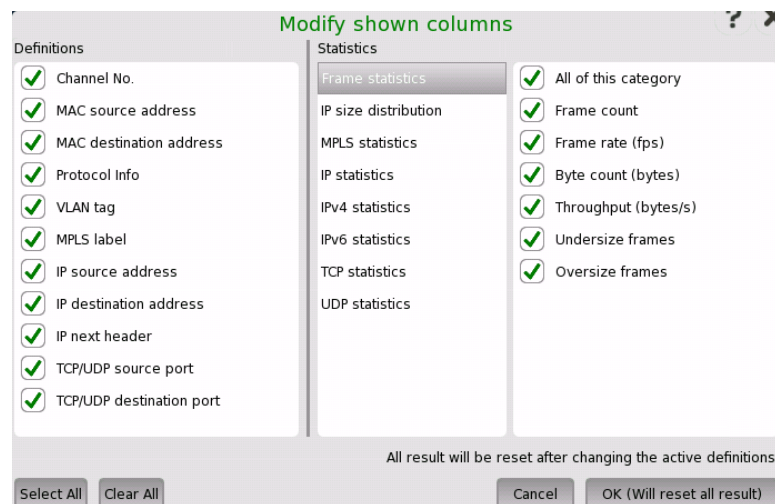 Modify shown columns
?
Definitions
Channel No.
MAC source address
MAC destination address
Protocol Info
VLAN tag
MPLS label
IP source address
IP destination address
IP next header
TCP/UDP source port
TCP/UDP destination port
Statistics
Frame statistics
IP size distribution
MPLS statistics
IP statistics
IPv4 statistics
IPv6 statistics
TCP statistics
UDP statistics
All of this category
Frame count
Frame rate (fps)
Byte count (bytes)
Throughput (bytes/s)
Undersize frames
Oversize frames
All result will be reset after changing the active definitions
Select All
Clear All
Cancel
OK (Will reset all result)